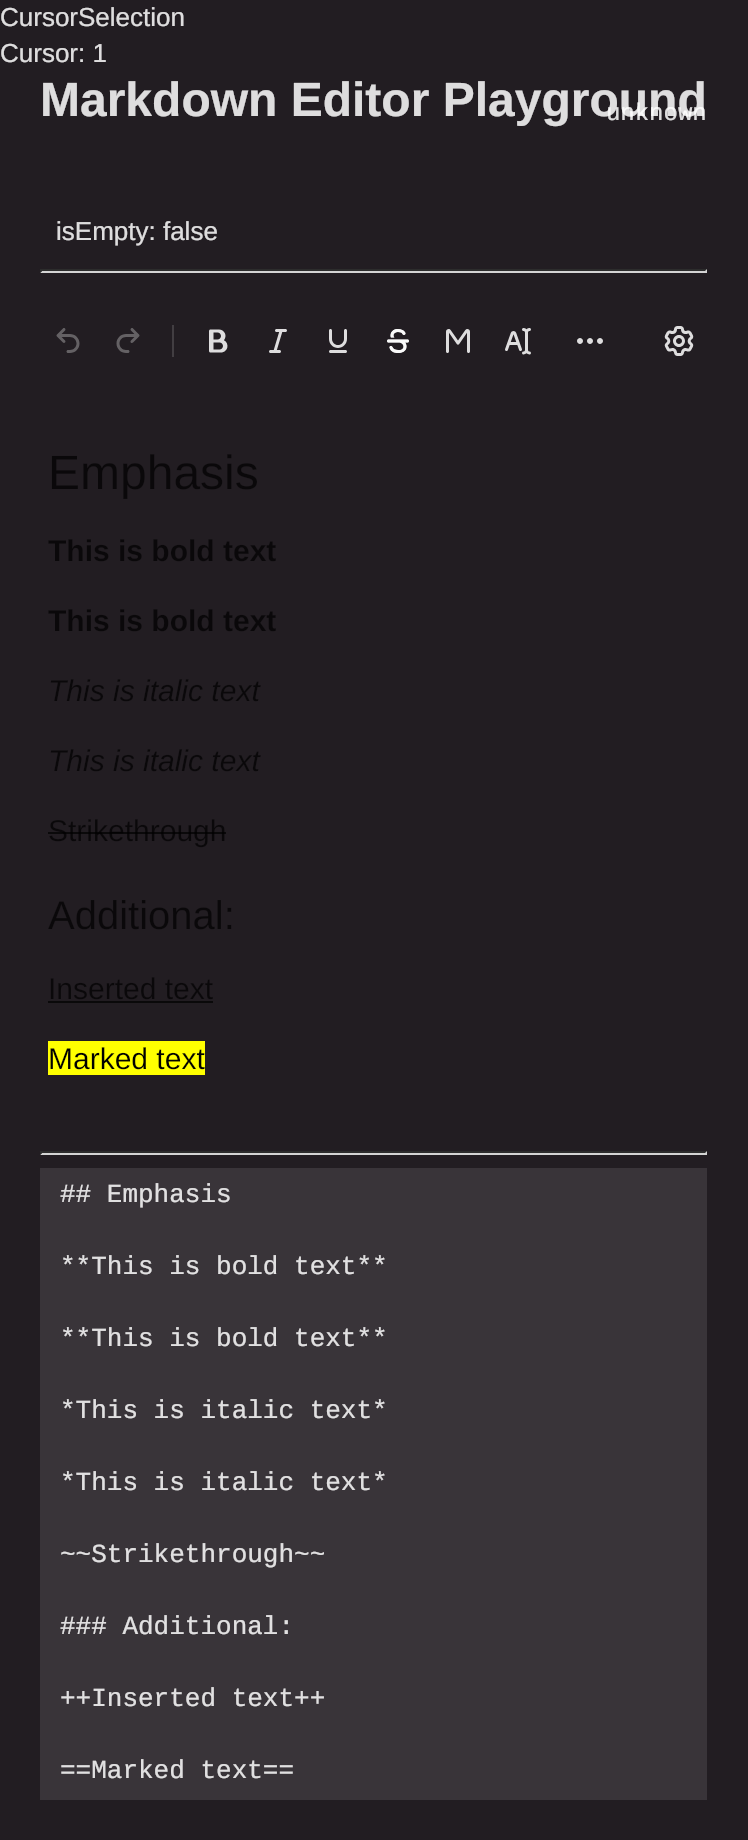 CursorSelection
Cursor: 1
Markdown Editor Playground
unknown
isEmpty: false
B I U S M AI
Emphasis
This is bold text
This is bold text
This is italic text
This is italic text
Strikethrough
Additional:
Inserted text
Marked text
## Emphasis
**This is bold text**
**This is bold text**
*This is italic text*
*This is italic text*
~~Strikethrough~~
### Additional:
++Inserted text++
==Marked text==